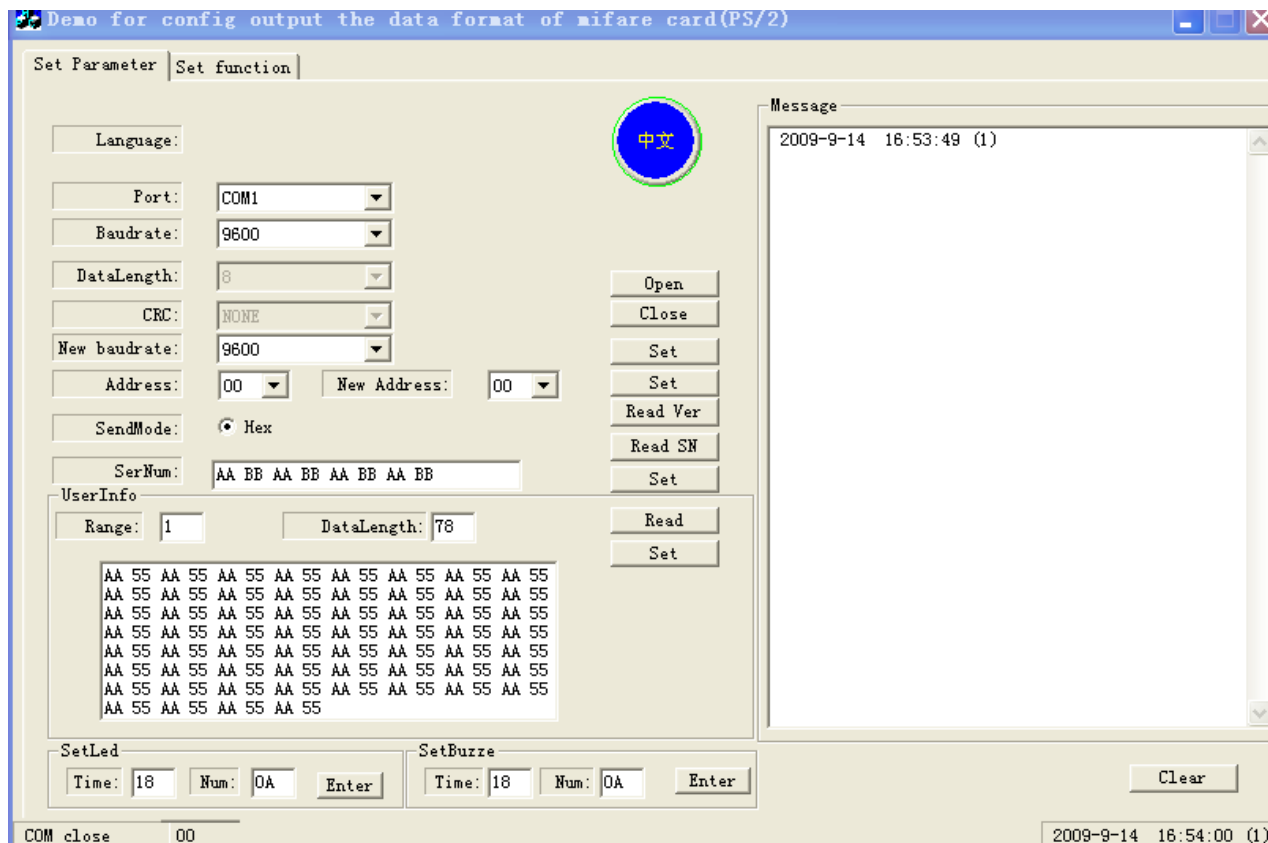 Demo for config output the data format of mifare card(PS/2)
Set Parameter Set function
Language:
中文
Port: COM1
Baudrate: 9600
DataLength: 8
Open
CRC: NONE
Close
New baudrate: 9600
Set
Address: 00 New Address: 00
Set
Read Ver
SendMode: Hex
Read SN
SerNum: AA BB AA BB AA BB AA BB
Set
UserInfo
Range: 1 DataLength: 78
Read
Set
AA 55 AA 55 AA 55 AA 55 AA 55 AA 55 AA 55 AA 55
AA 55 AA 55 AA 55 AA 55 AA 55 AA 55 AA 55 AA 55
AA 55 AA 55 AA 55 AA 55 AA 55 AA 55 AA 55 AA 55
AA 55 AA 55 AA 55 AA 55 AA 55 AA 55 AA 55 AA 55
AA 55 AA 55 AA 55 AA 55 AA 55 AA 55 AA 55 AA 55
AA 55 AA 55 AA 55 AA 55 AA 55 AA 55 AA 55 AA 55
AA 55 AA 55 AA 55 AA 55 AA 55 AA 55 AA 55 AA 55
AA 55 AA 55 AA 55 AA 55
SetLed
Time: 18 Num: 0A Enter
SetBuzze
Time: 18 Num: 0A Enter
Message
2009-9-14 16:53:49 (1)
Clear
COM close 00
2009-9-14 16:54:00 (1)